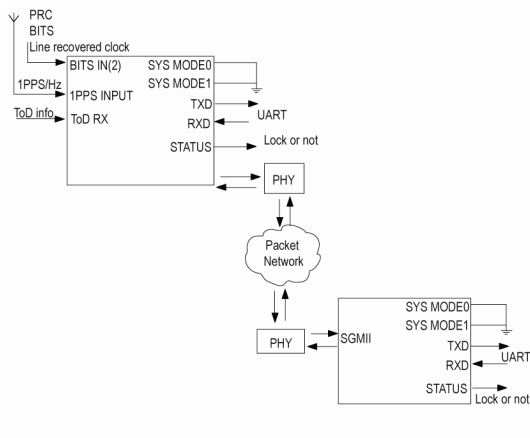 PRC
BITS
Line recovered clock
BITS IN(2)
SYS MODE0
SYS MODE1
1PPS/Hz
1PPS INPUT
TXD
UART
ToD info
ToD RX
RXD
STATUS
Lock or not
PHY
Packet
Network
PHY
SGMII
SYS MODE0
SYS MODE1
TXD
UART
RXD
STATUS
Lock or not